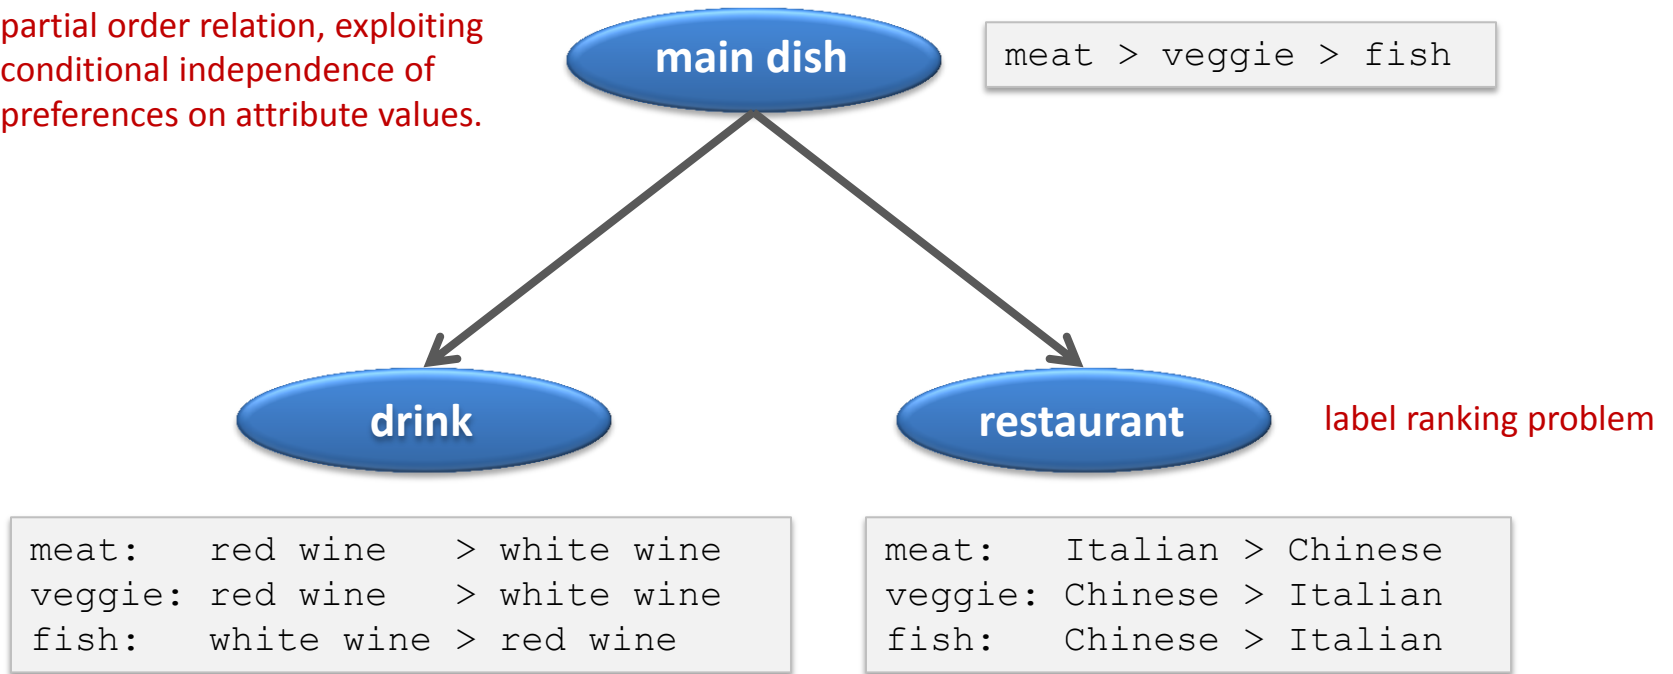 partial order relation, exploiting
conditional independence of
preferences on attribute values.
main dish
meat > veggie > fish
drink
restaurant
label ranking problem
meat: red wine > white wine
veggie: red wine > white wine
fish: white wine > red wine
meat: Italian > Chinese
veggie: Chinese > Italian
fish: Chinese > Italian